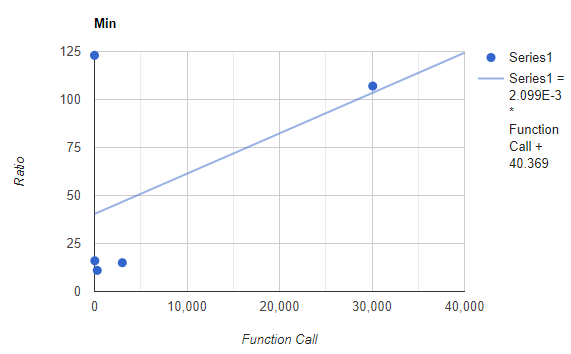 Min
125
100
75
50
25
0
0 10,000 20,000 30,000 40,000
Ratio
Function Call
Series1
Series1 =
2.099E-3
*
Function
Call +
40.369